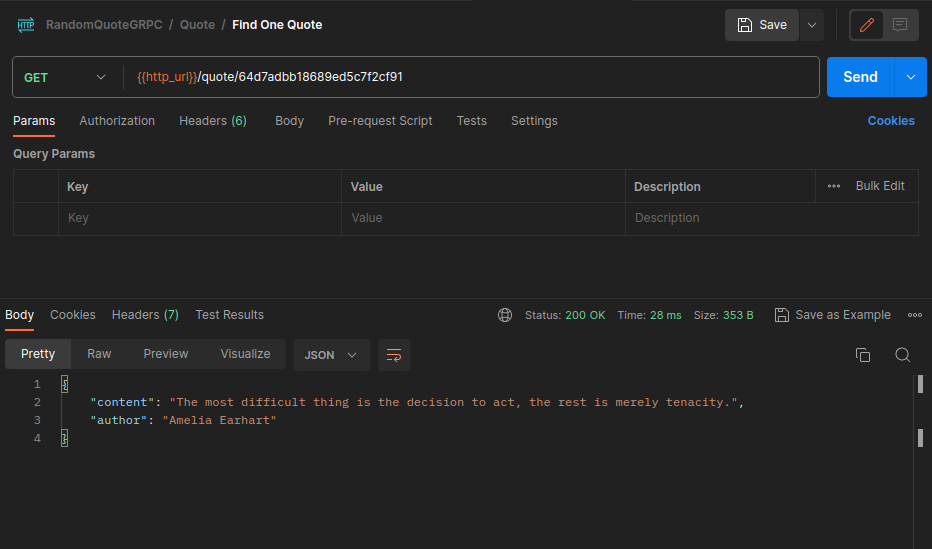 HTTP RandomQuoteGRPC / Quote / Find One Quote Save
GET {{http_url}}/quote/64d7adbb18689ed5c7f2cf91 Send
Params Authorization Headers (6) Body Pre-request Script Tests Settings Cookies
Query Params
Key Value Description Bulk Edit
Key Value Description
Body Cookies Headers (7) Test Results Status: 200 OK Time: 28 ms Size: 353 B Save as Example
Pretty Raw Preview Visualize JSON
1 {
2 "content": "The most difficult thing is the decision to act, the rest is merely tenacity.",
3 "author": "Amelia Earhart"
4 }